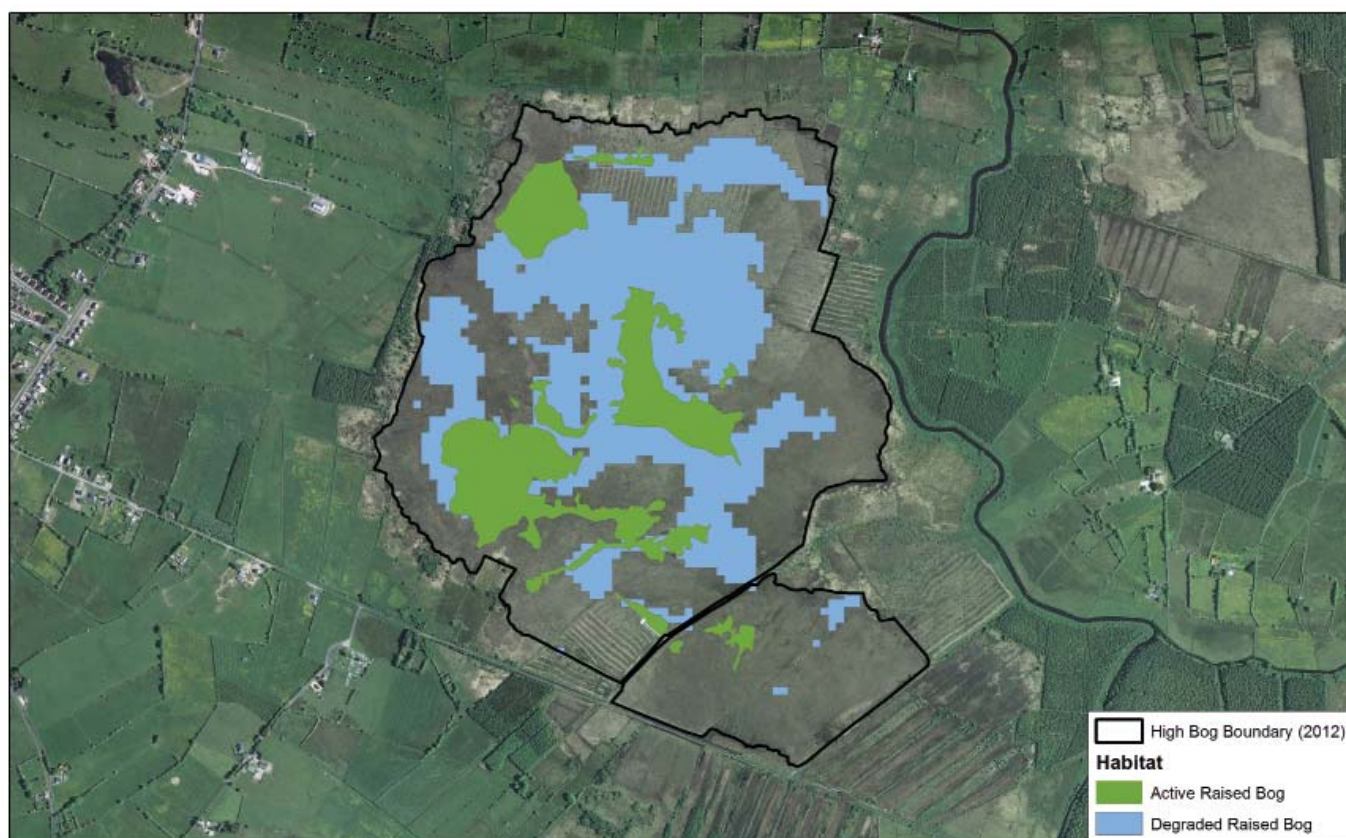 High Bog Boundary (2012)
Habitat
Active Raised Bog
Degraded Raised Bog